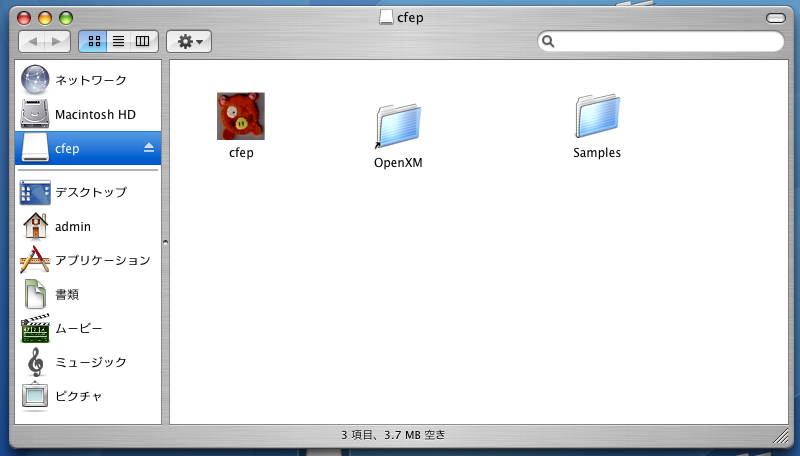 cfep
ネットワーク
Macintosh HD
cfep
デスクトップ
admin
アプリケーション
書類
ムービー
ミュージック
ピクチャ
cfep
OpenXM
Samples
3 項目、3.7 MB 空き